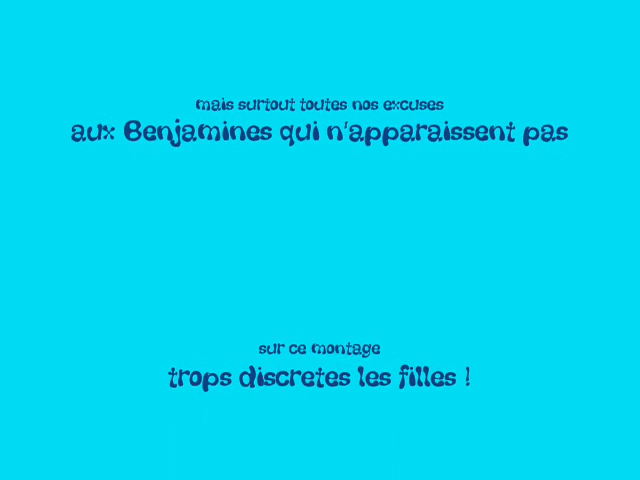 mais surtout toutes nos excuses
aux Benjamines qui n'apparaissent pas
sur ce montage
trops discretes les filles !